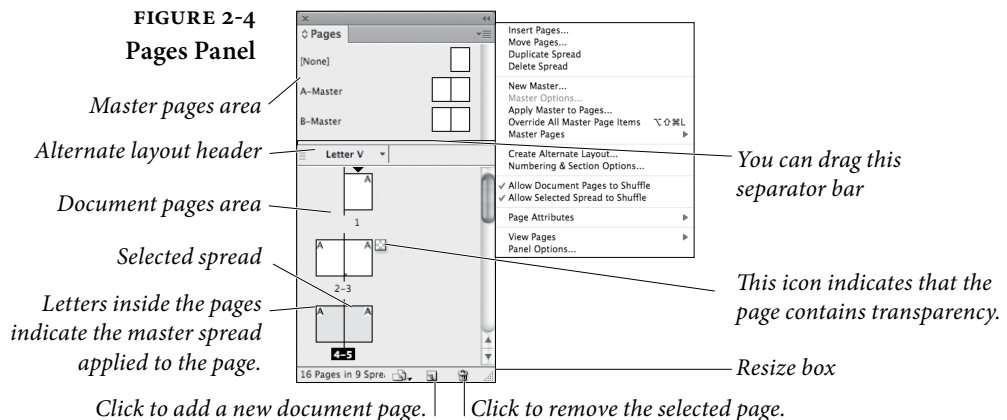 FIGURE 2-4
Pages Panel
Master pages area
Alternate layout header
Document pages area
Selected spread
Letters inside the pages
indicate the master spread
applied to the page.
Pages
[None]
A-Master
B-Master
Letter V
A
1
A A
2-3
A A
4-5
16 Pages in 9 Spre
Insert Pages...
Move Pages...
Duplicate Spread
Delete Spread
New Master...
Master Options...
Apply Master to Pages...
Override All Master Page Items ⌥⇧⌘L
Master Pages
Create Alternate Layout...
Numbering & Section Options...
✓ Allow Document Pages to Shuffle
✓ Allow Selected Spread to Shuffle
Page Attributes
View Pages
Panel Options...
You can drag this
separator bar
This icon indicates that the
page contains transparency.
Resize box
Click to add a new document page.
Click to remove the selected page.